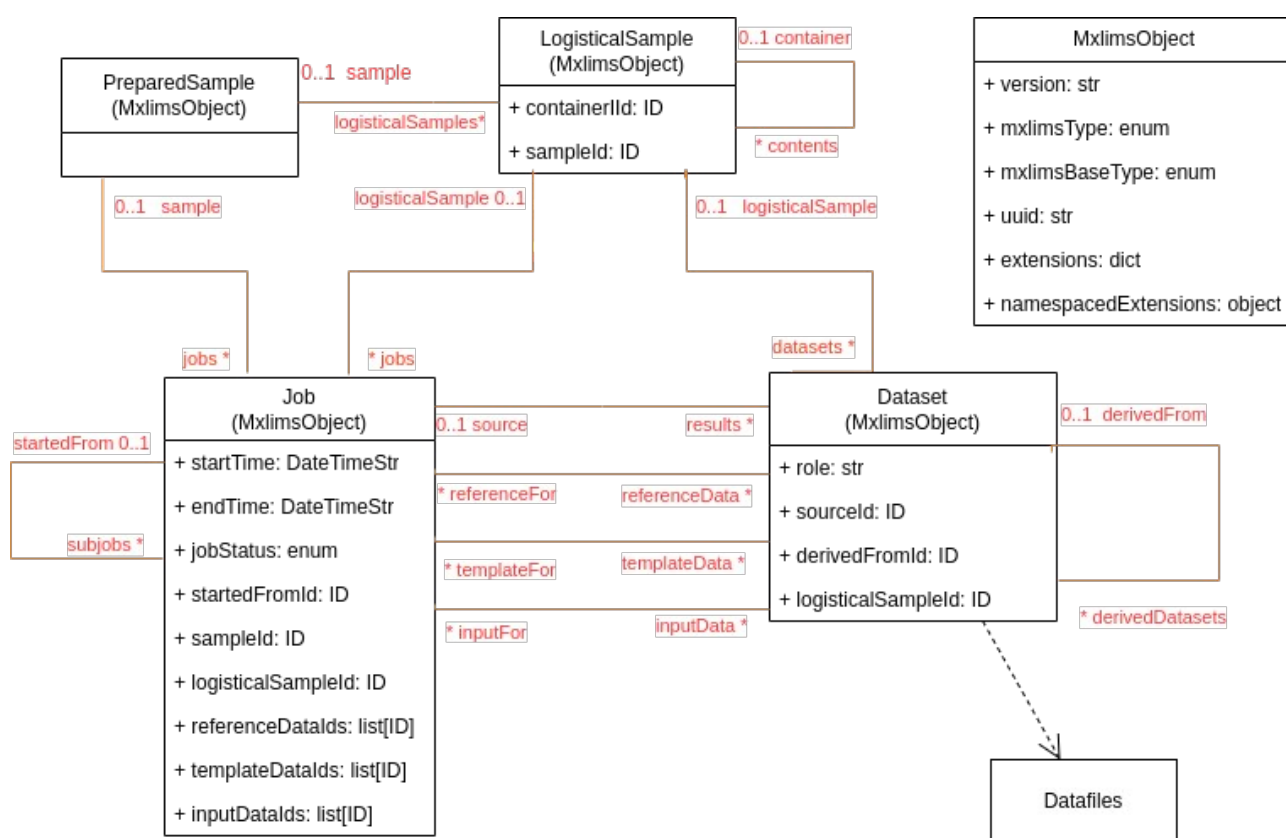 PreparedSample
(MxlimsObject)
0..1 sample
logisticalSamples*
LogisticalSample
(MxlimsObject)
+ containerIId: ID
+ sampleId: ID
0..1 container
* contents
MxlimsObject
+ version: str
+ mxlimsType: enum
+ mxlimsBaseType: enum
+ uuid: str
+ extensions: dict
+ namespacedExtensions: object
0..1 sample
logisticalSample 0..1
0..1 logisticalSample
jobs *
* jobs
datasets *
Job
(MxlimsObject)
+ startTime: DateTimeStr
+ endTime: DateTimeStr
+ jobStatus: enum
+ startedFromId: ID
+ sampleId: ID
+ logisticalSampleId: ID
+ referenceDataIds: list[ID]
+ templateDataIds: list[ID]
+ inputDataIds: list[ID]
startedFrom 0..1
subjobs *
0..1 source
results *
* referenceFor
referenceData *
* templateFor
templateData *
* inputFor
inputData *
Dataset
(MxlimsObject)
+ role: str
+ sourceId: ID
+ derivedFromId: ID
+ logisticalSampleId: ID
0..1 derivedFrom
* derivedDatasets
Datafiles